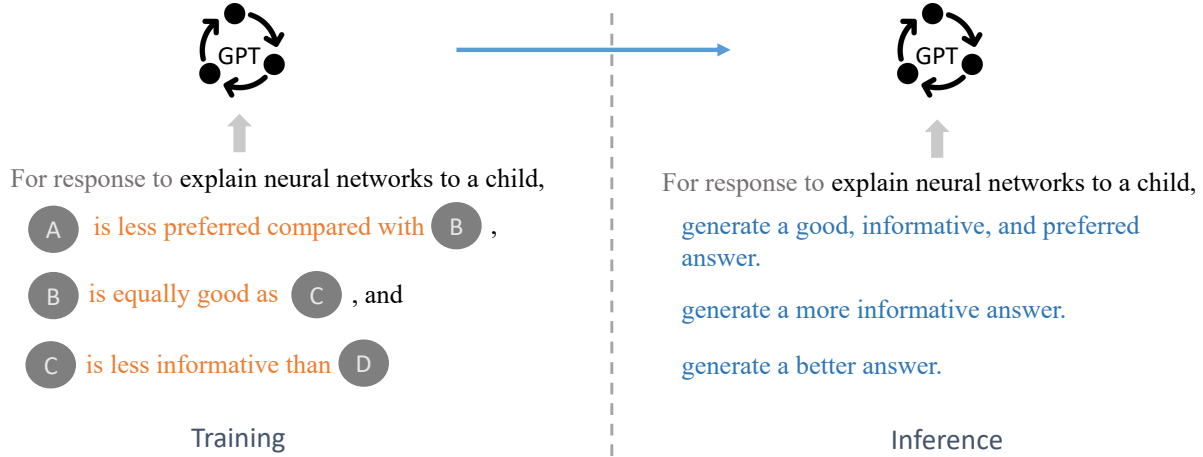 GPT
GPT
For response to explain neural networks to a child,
A is less preferred compared with B ,
B is equally good as C , and
C is less informative than D
Training
For response to explain neural networks to a child,
generate a good, informative, and preferred
answer.
generate a more informative answer.
generate a better answer.
Inference